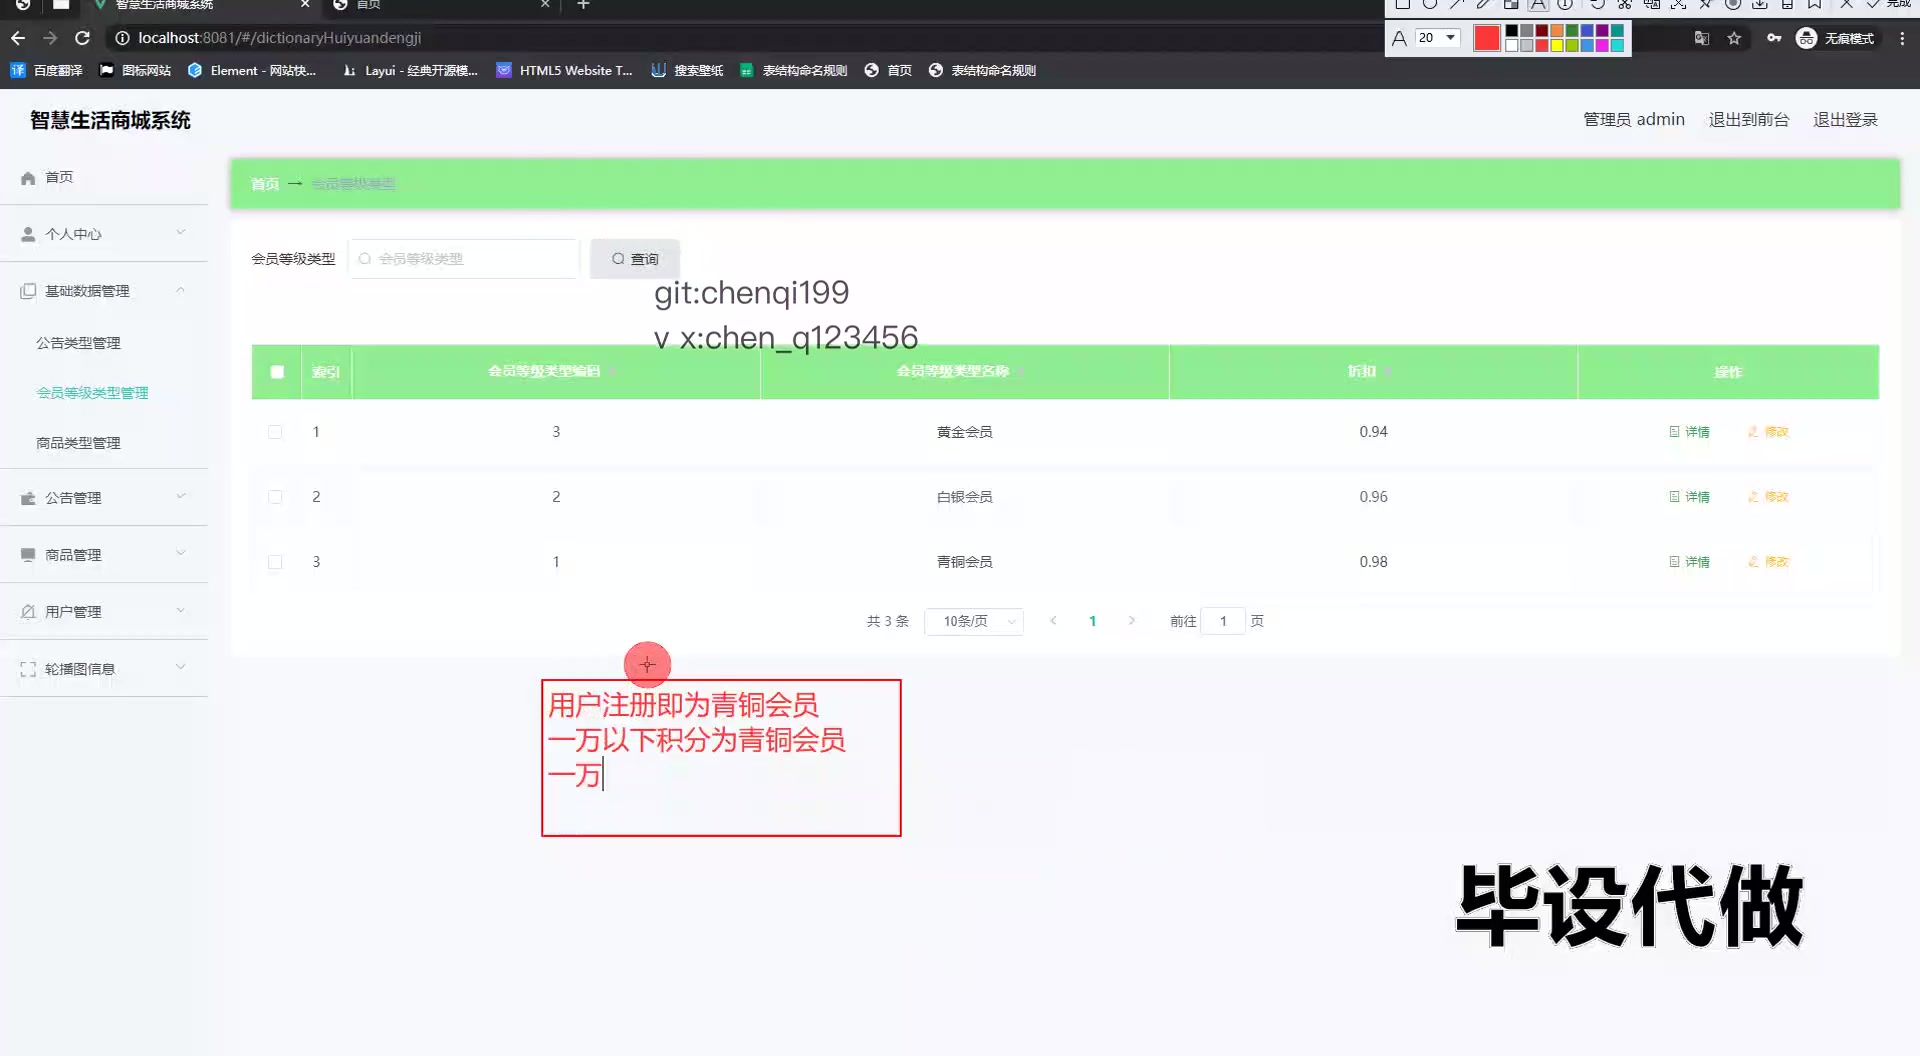 智慧生活商城系统
首页
完成
localhost:8081/#/dictionaryHuiyuandengji
A 20
无痕模式
百度翻译
图标网站
Element - 网站快...
Layui - 经典开源模...
HTML5 Website T...
搜索壁纸
表结构命名规则
首页
表结构命名规则
智慧生活商城系统
管理员 admin
退出到前台
退出登录
首页
个人中心
基础数据管理
公告类型管理
会员等级类型管理
商品类型管理
公告管理
商品管理
用户管理
轮播图信息
首页 → 会员等级类型
会员等级类型
会员等级类型
查询
git:chenqi199
v x:chen_q123456
索引 会员等级类型编码 会员等级类型名称 折扣 操作
1 3 黄金会员 0.94 详情 修改
2 2 白银会员 0.96 详情 修改
3 1 青铜会员 0.98 详情 修改
共 3 条 10条/页 1 前往 1 页
用户注册即为青铜会员
一万以下积分为青铜会员
一万
毕设代做